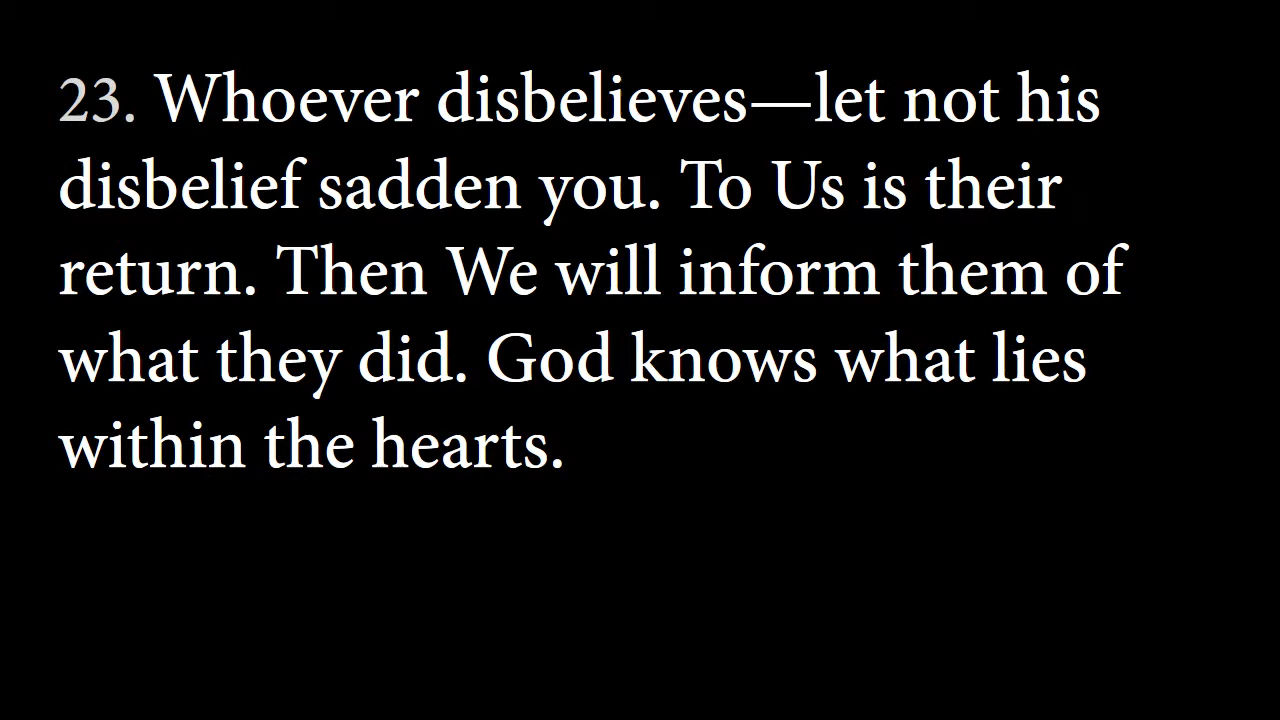 23. Whoever disbelieves—let not his
disbelief sadden you. To Us is their
return. Then We will inform them of
what they did. God knows what lies
within the hearts.